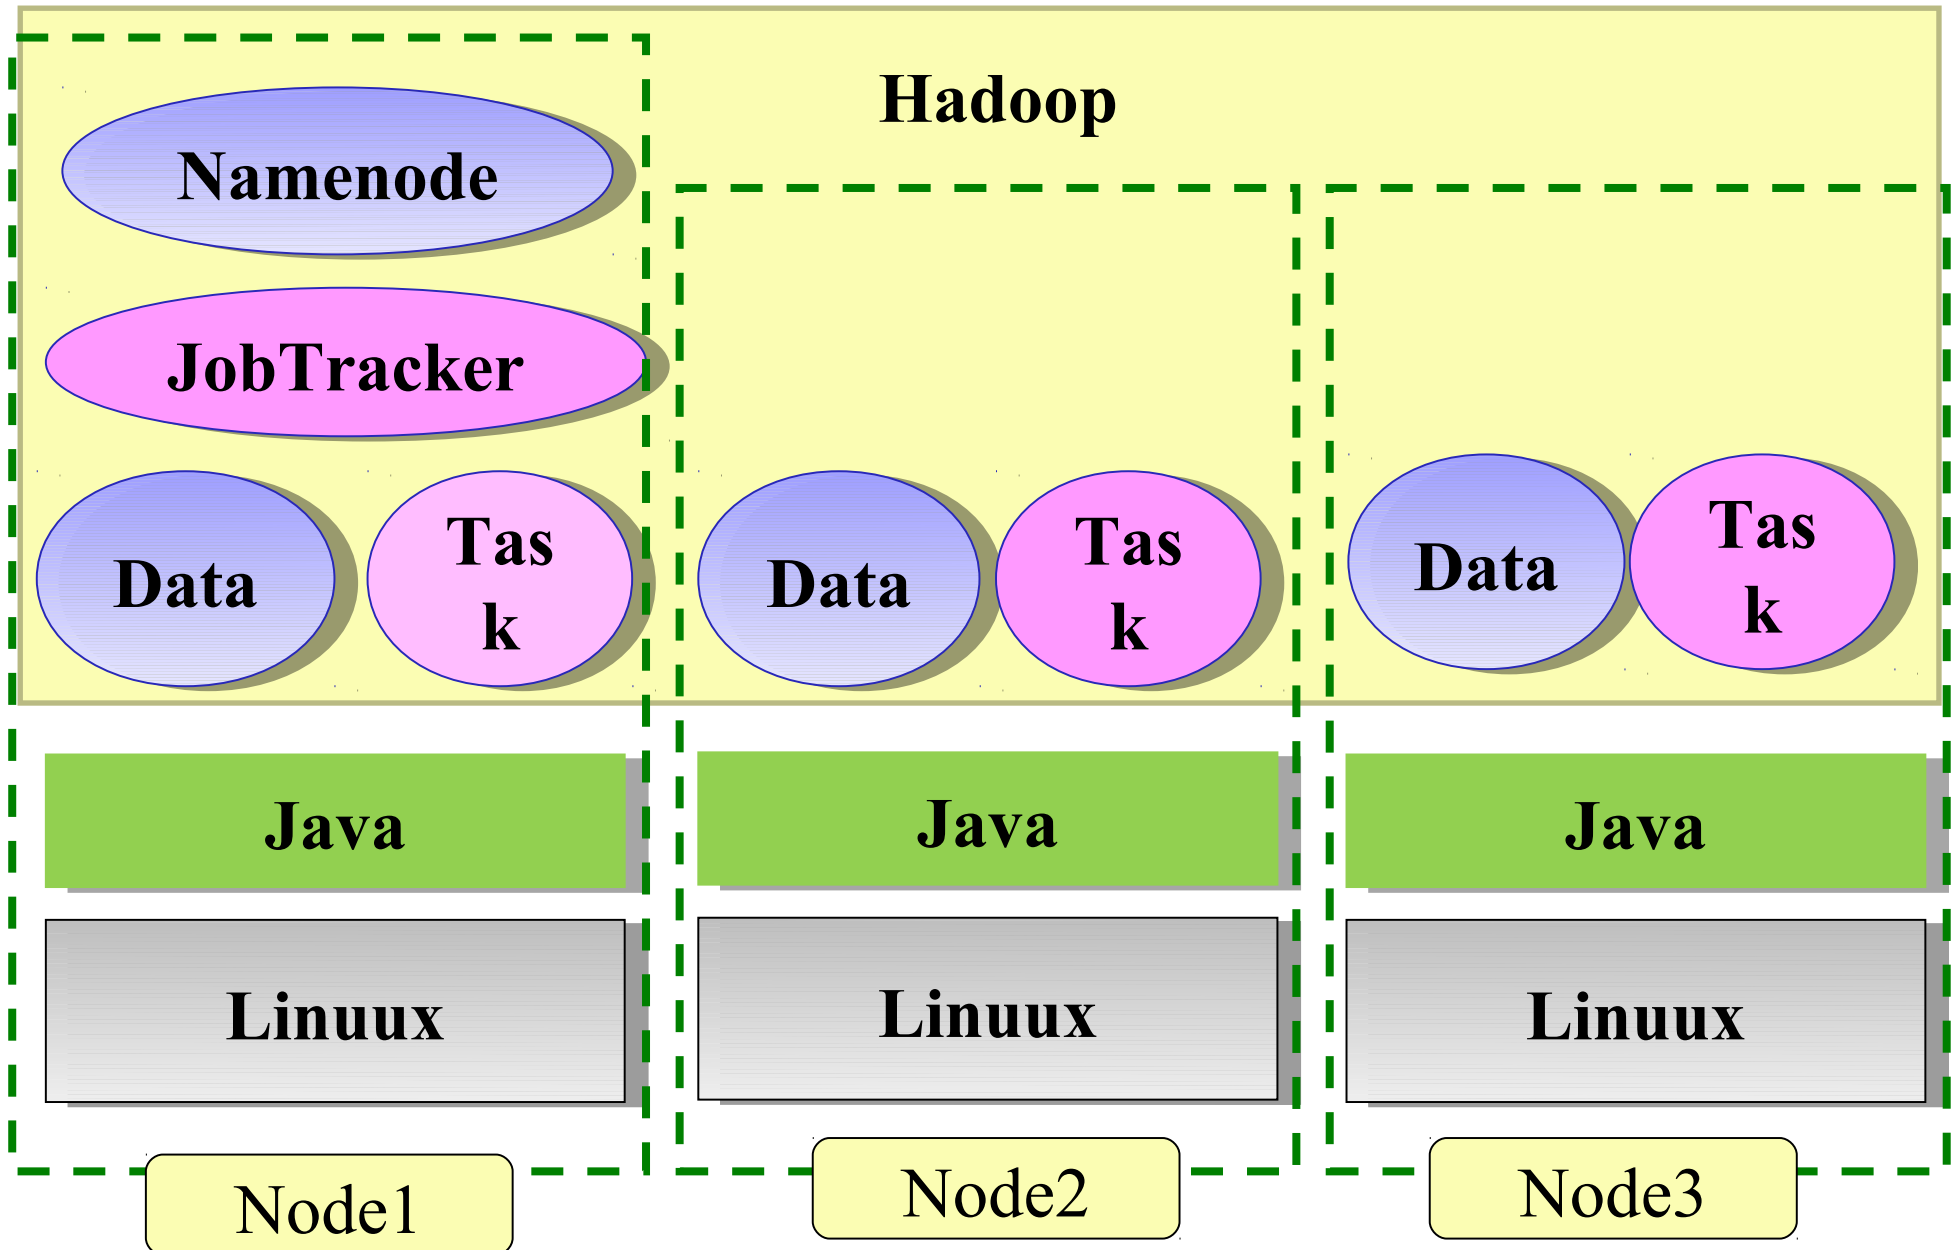 Hadoop
Namenode
JobTracker
Data
Tas
k
Data
Tas
k
Data
Tas
k
Java
Java
Java
Linuux
Linuux
Linuux
Node1
Node2
Node3